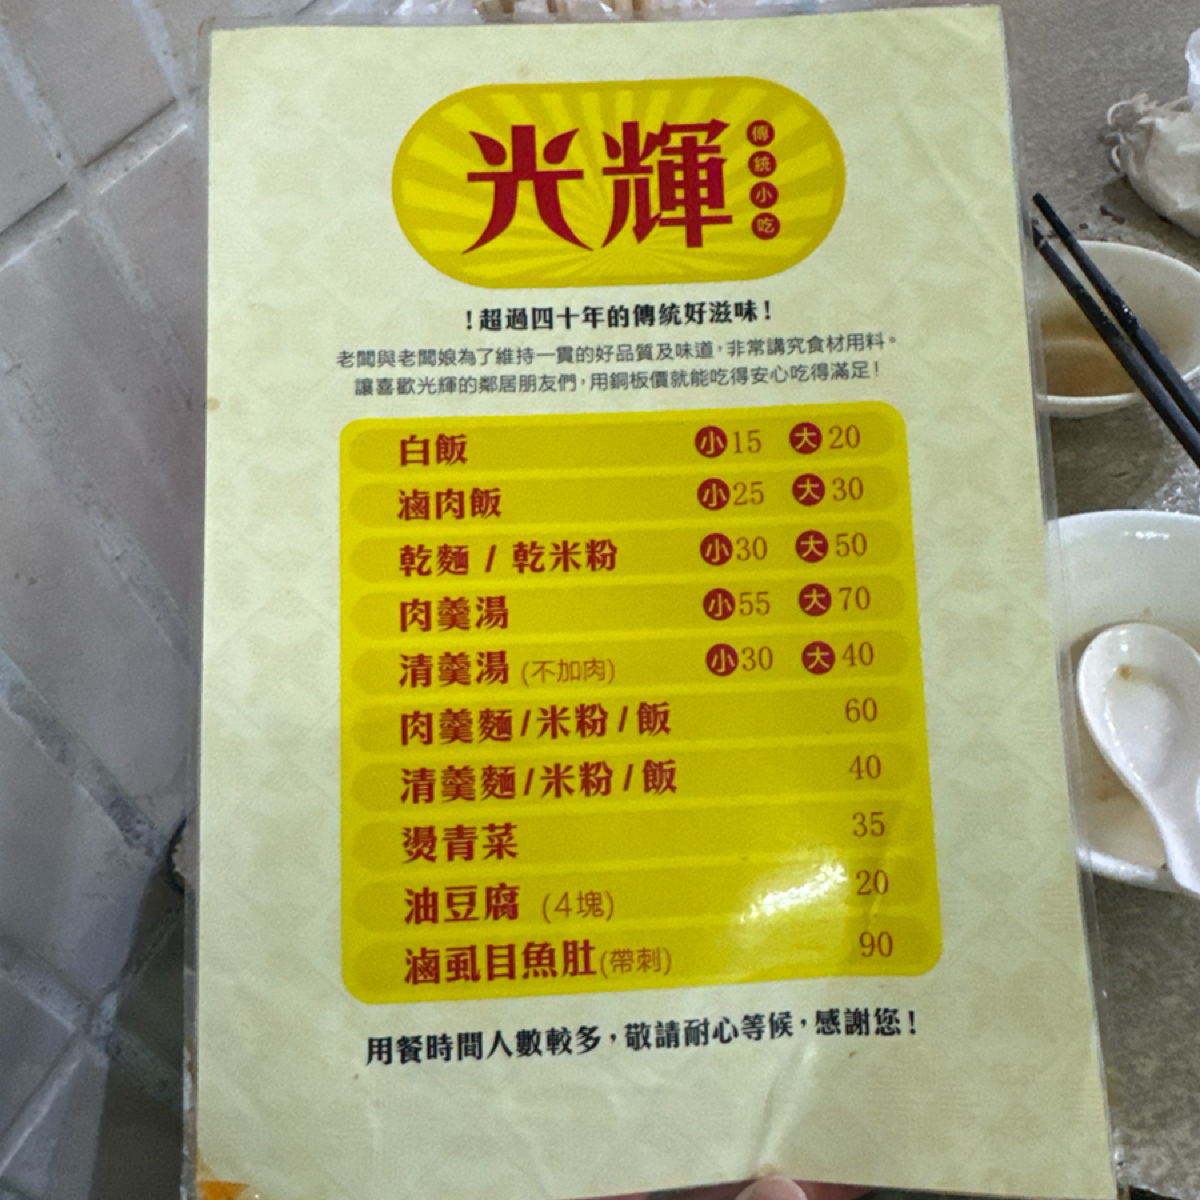 光輝 傳統小吃
！超過四十年的傳統好滋味！
老闆與老闆娘為了維持一貫的好品質及味道，非常講究食材用料。
讓喜歡光輝的鄰居朋友們，用銅板價就能吃得安心吃得滿足！
白飯 小15 大20
滷肉飯 小25 大30
乾麵 / 乾米粉 小30 大50
肉羹湯 小55 大70
清羹湯 (不加肉) 小30 大40
肉羹麵/米粉/飯 60
清羹麵/米粉/飯 40
燙青菜 35
油豆腐 (4塊) 20
滷虱目魚肚(帶刺) 90
用餐時間人數較多，敬請耐心等候，感謝您！